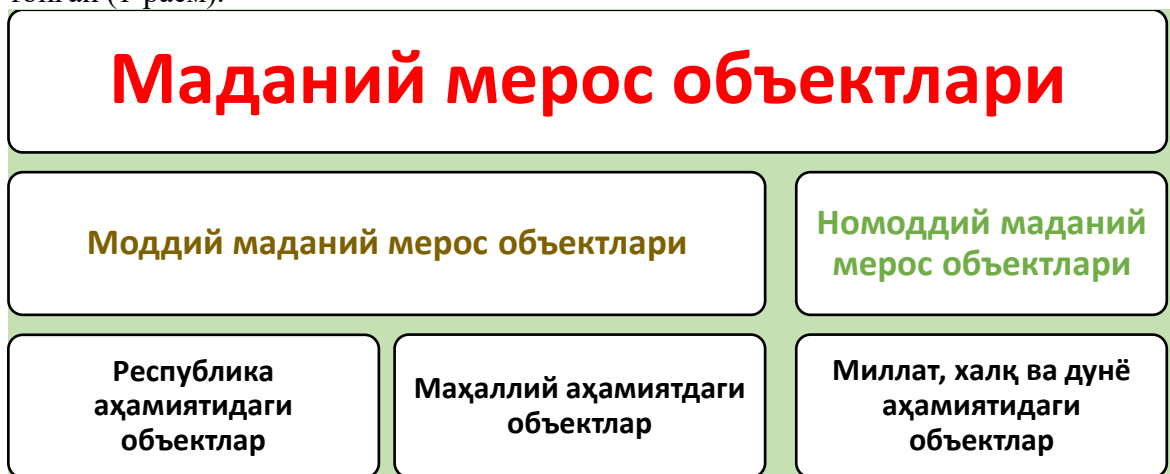 Маданий мерос объектлари
Моддий маданий мерос объектлари
Номоддий маданий
мерос объектлари
Республика
аҳамиятидаги
объектлар
Маҳаллий аҳамиятдаги
объектлар
Миллат, халқ ва дунё
аҳамиятидаги
объектлар